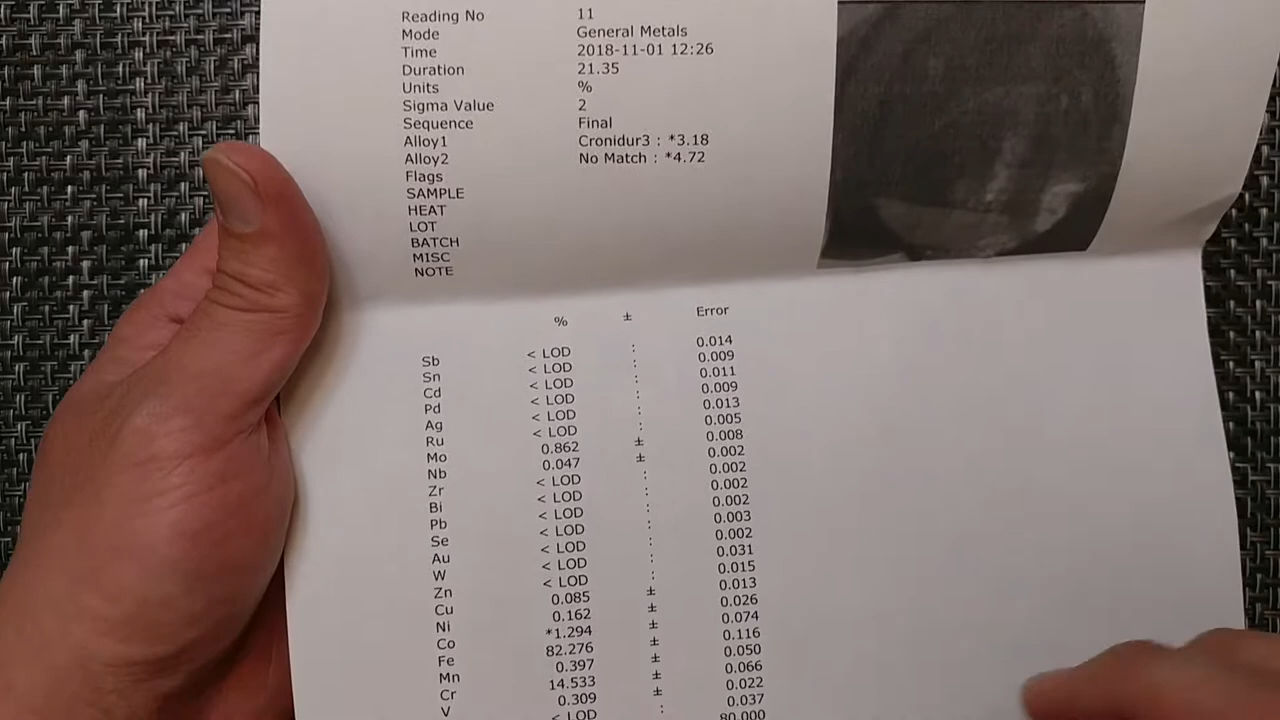 Reading No 11
Mode General Metals
Time 2018-11-01 12:26
Duration 21.35
Units %
Sigma Value 2
Sequence Final
Alloy1 Cronidur3 : *3.18
Alloy2 No Match : *4.72
Flags
SAMPLE
HEAT
LOT
BATCH
MISC
NOTE
% ± Error
Sb < LOD : 0.014
Sn < LOD : 0.009
Cd < LOD : 0.011
Pd < LOD : 0.009
Ag < LOD : 0.013
Ru < LOD : 0.005
Mo 0.862 ± 0.008
Nb 0.047 ± 0.002
Zr < LOD : 0.002
Bi < LOD : 0.002
Pb < LOD : 0.002
Se < LOD : 0.003
Au < LOD : 0.002
W < LOD : 0.031
Zn < LOD : 0.015
Cu 0.085 ± 0.013
Ni 0.162 ± 0.026
Co *1.294 ± 0.074
Fe 82.276 ± 0.116
Mn 0.397 ± 0.050
Cr 14.533 ± 0.066
V 0.309 ± 0.022
< LOD : 0.037
80.000